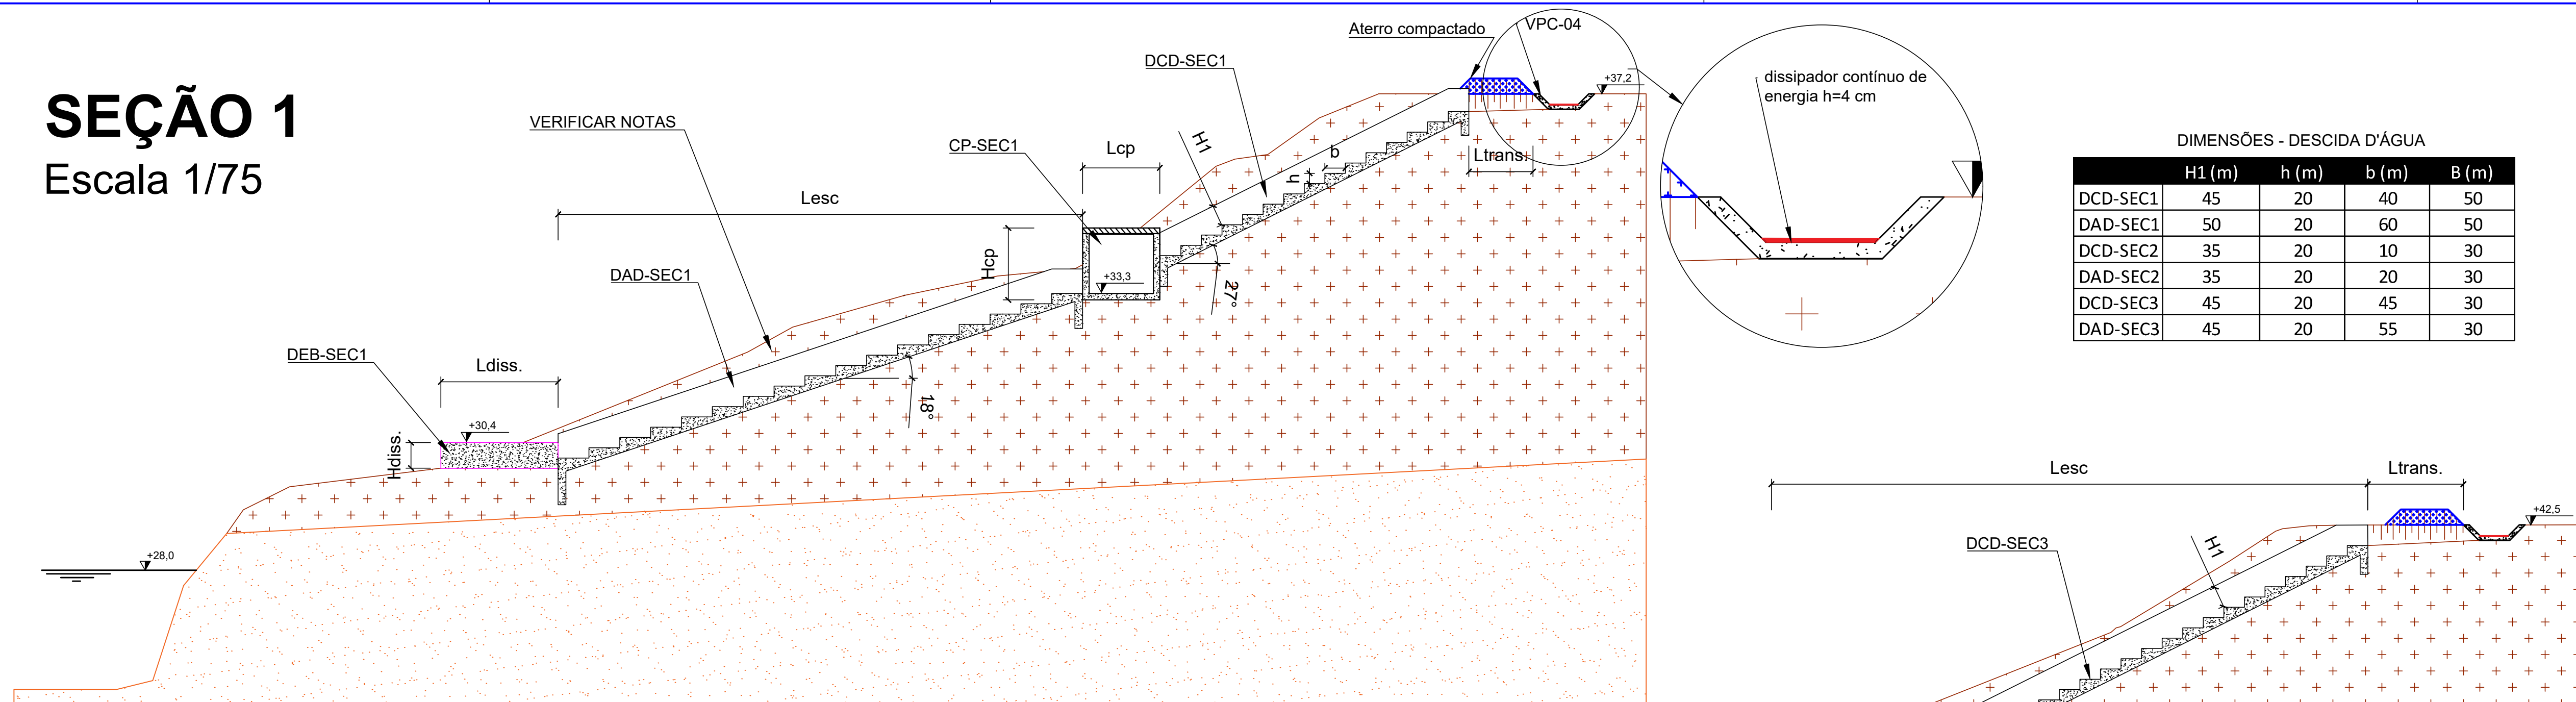 SEÇÃO 1
Escala 1/75
Aterro compactado
VPC-04
DCD-SEC1
+37,2
VERIFICAR NOTAS
CP-SEC1
Lcp
H1
b
h
Ltrans.
Lesc
Hcp
+33,3
27°
DAD-SEC1
18°
DEB-SEC1
Ldiss.
Hdiss.
+30,4
+28,0
dissipador contínuo de
energia h=4 cm
DIMENSÕES - DESCIDA D'ÁGUA
H1 (m) h (m) b (m) B (m)
DCD-SEC1 45 20 40 50
DAD-SEC1 50 20 60 50
DCD-SEC2 35 20 10 30
DAD-SEC2 35 20 20 30
DCD-SEC3 45 20 45 30
DAD-SEC3 45 20 55 30
Lesc
Ltrans.
+42,5
DCD-SEC3
H1